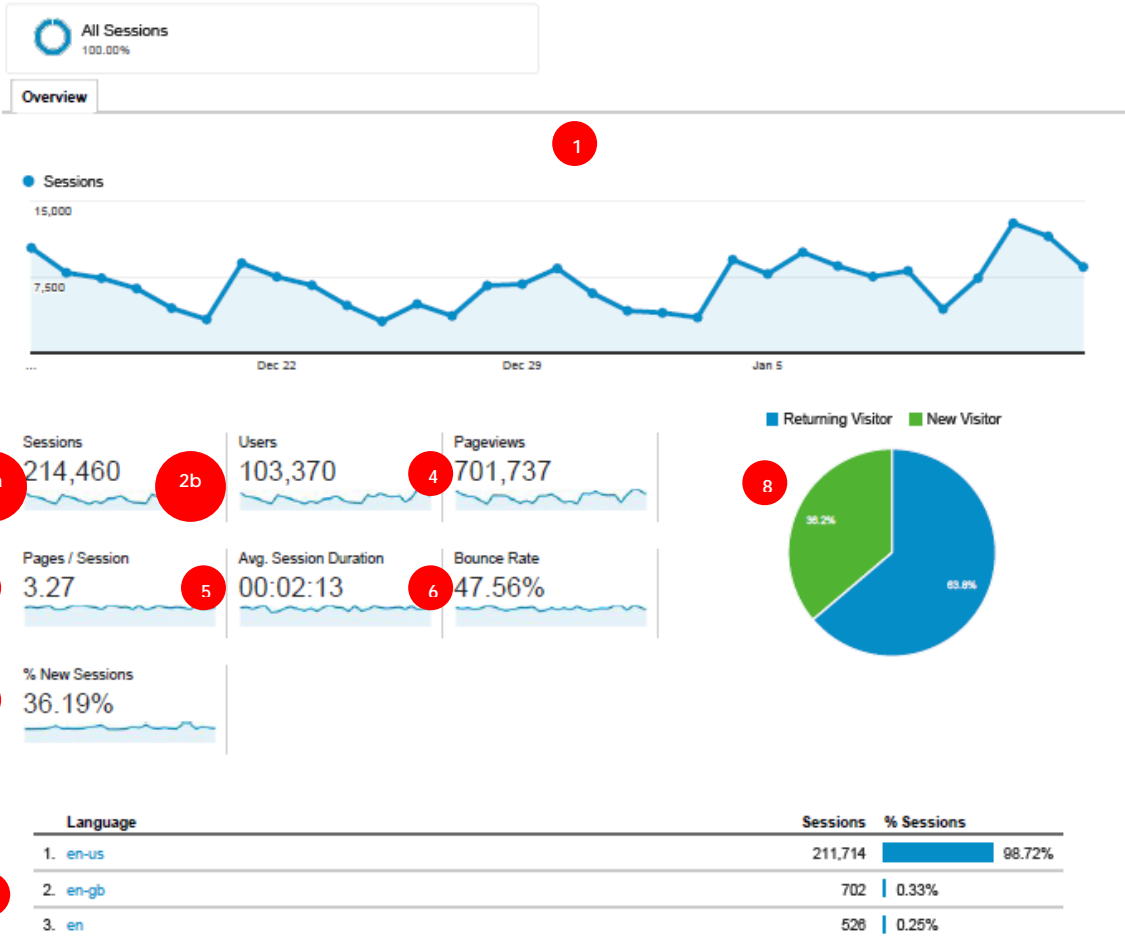 All Sessions
100.00%
Overview
1
Sessions
15,000
7,500
...
Dec 22
Dec 29
Jan 5
Returning Visitor New Visitor
Sessions
214,460
2b
Users
103,370
4
Pageviews
701,737
8
36.2%
63.8%
Pages / Session
3.27
5
Avg. Session Duration
00:02:13
6
Bounce Rate
47.56%
% New Sessions
36.19%
Language Sessions % Sessions
1. en-us 211,714 98.72%
2. en-gb 702 0.33%
3. en 526 0.25%